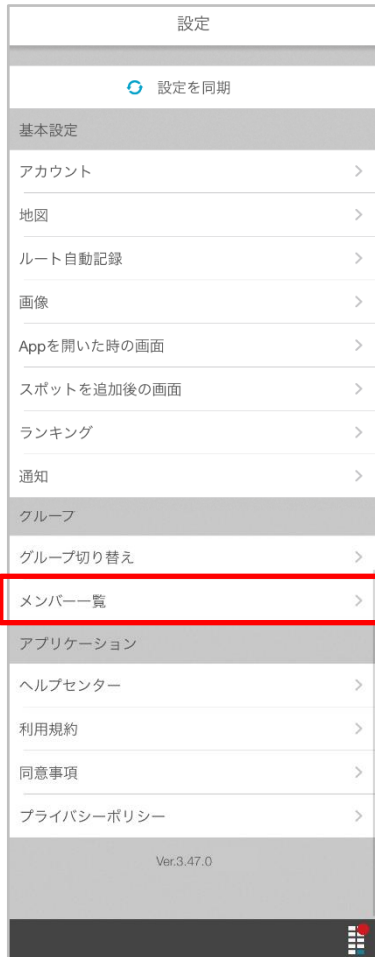 設定
設定を同期
基本設定
アカウント
地図
ルート自動記録
画像
Appを開いた時の画面
スポットを追加後の画面
ランキング
通知
グループ
グループ切り替え
メンバー一覧
アプリケーション
ヘルプセンター
利用規約
同意事項
プライバシーポリシー
Ver.3.47.0